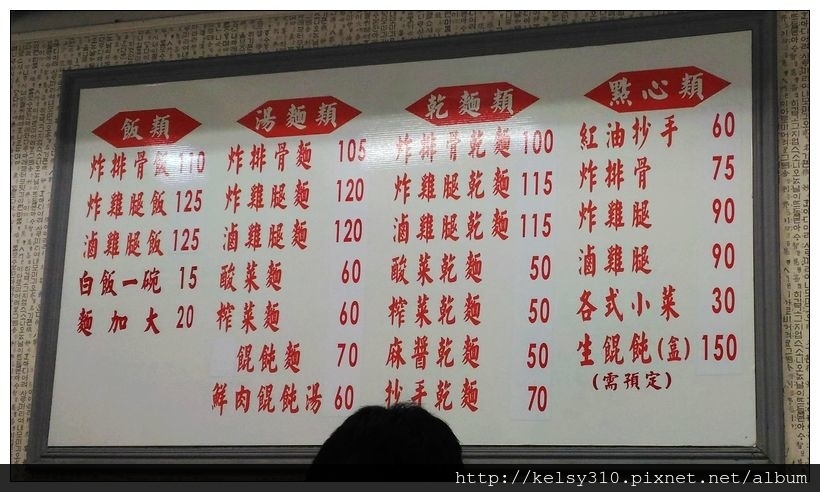 飯類
炸排骨飯 110
炸雞腿飯 125
滷雞腿飯 125
白飯一碗 15
麵加大 20
湯麵類
炸排骨麵 105
炸雞腿麵 120
滷雞腿麵 120
酸菜麵 60
榨菜麵 60
餛飩麵 70
鮮肉餛飩湯 60
乾麵類
炸排骨乾麵 100
炸雞腿乾麵 115
滷雞腿乾麵 115
酸菜乾麵 50
榨菜乾麵 50
麻醬乾麵 50
抄手乾麵 70
點心類
紅油抄手 60
炸排骨 75
炸雞腿 90
滷雞腿 90
各式小菜 30
生餛飩(盒) 150
(需預定)
http://kelsy310.pixnet.net/album